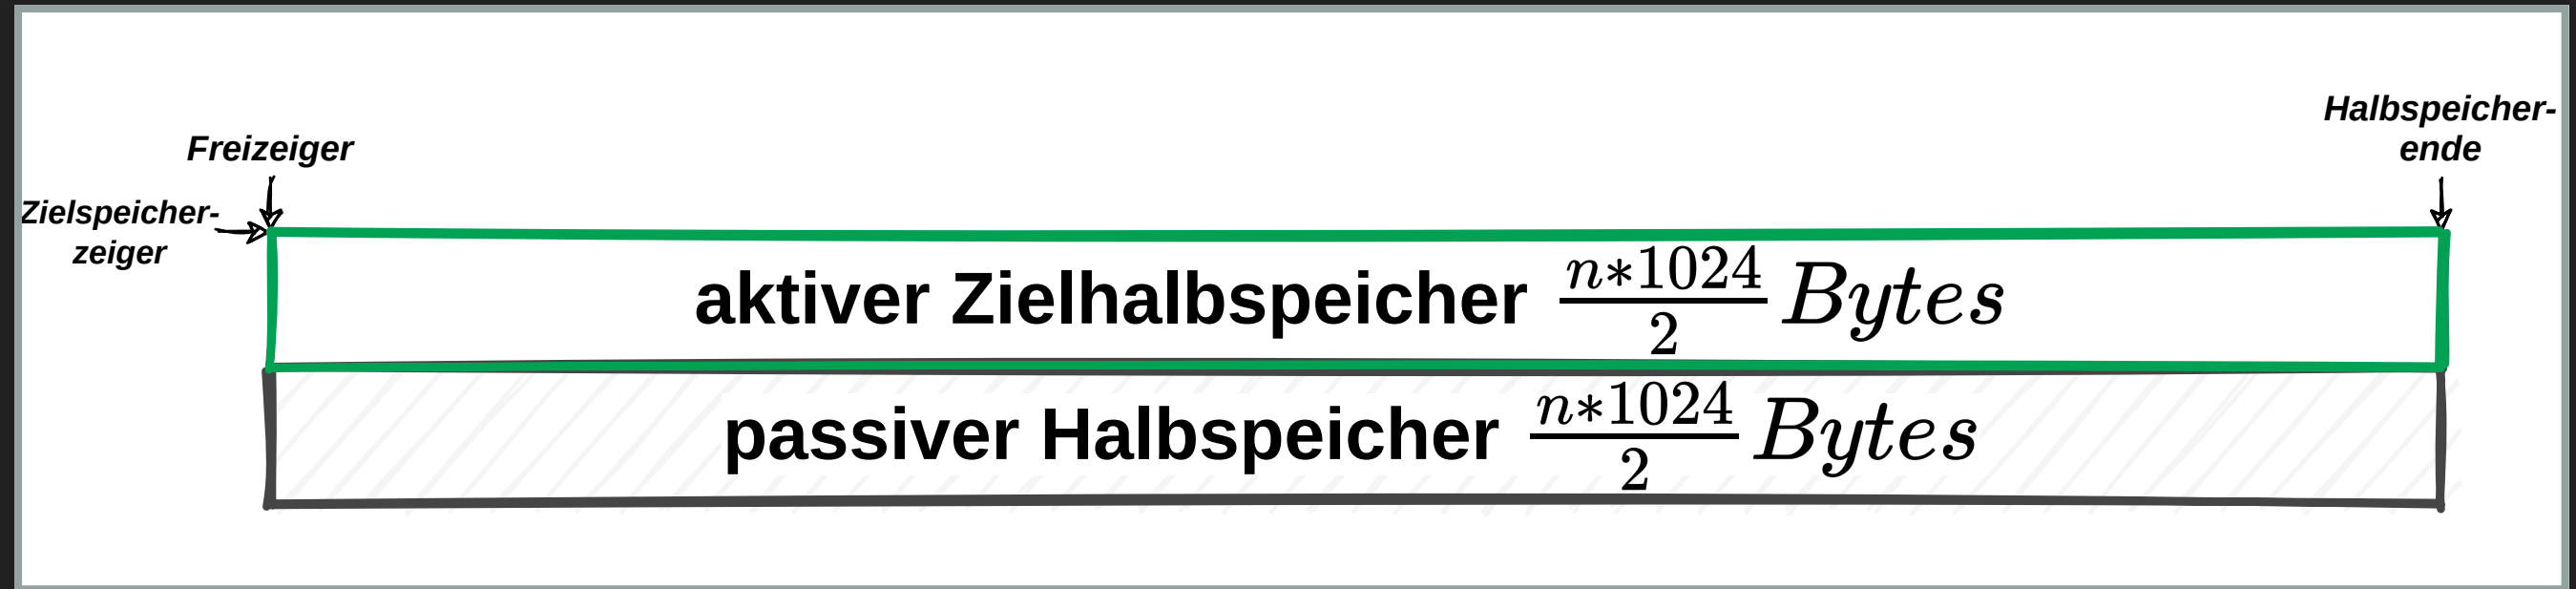 Halbspeicher-
ende
Freizeiger
Zielspeicher-
zeiger
aktiver Zielhalbspeicher n*1024/2 Bytes
passiver Halbspeicher n*1024/2 Bytes